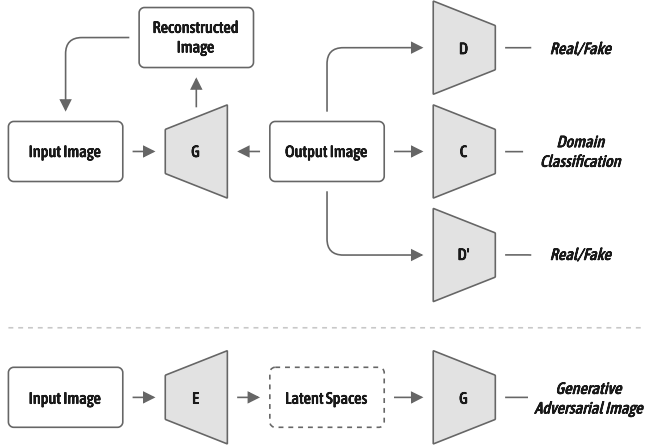 Reconstructed
Image
D
Real/Fake
Input Image
G
Output Image
C
Domain
Classification
D'
Real/Fake
Input Image
E
Latent Spaces
G
Generative
Adversarial Image